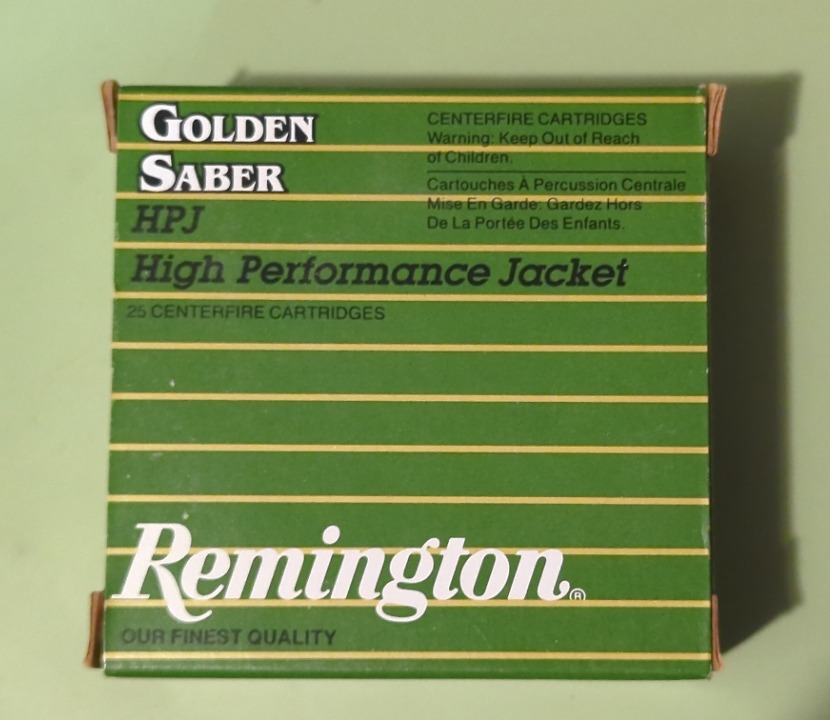 GOLDEN
SABER
HPJ
High Performance Jacket
25 CENTERFIRE CARTRIDGES
CENTERFIRE CARTRIDGES
Warning: Keep Out of Reach
of Children.
Cartouches À Percussion Centrale
Mise En Garde: Gardez Hors
De La Portée Des Enfants.
Remington®
OUR FINEST QUALITY